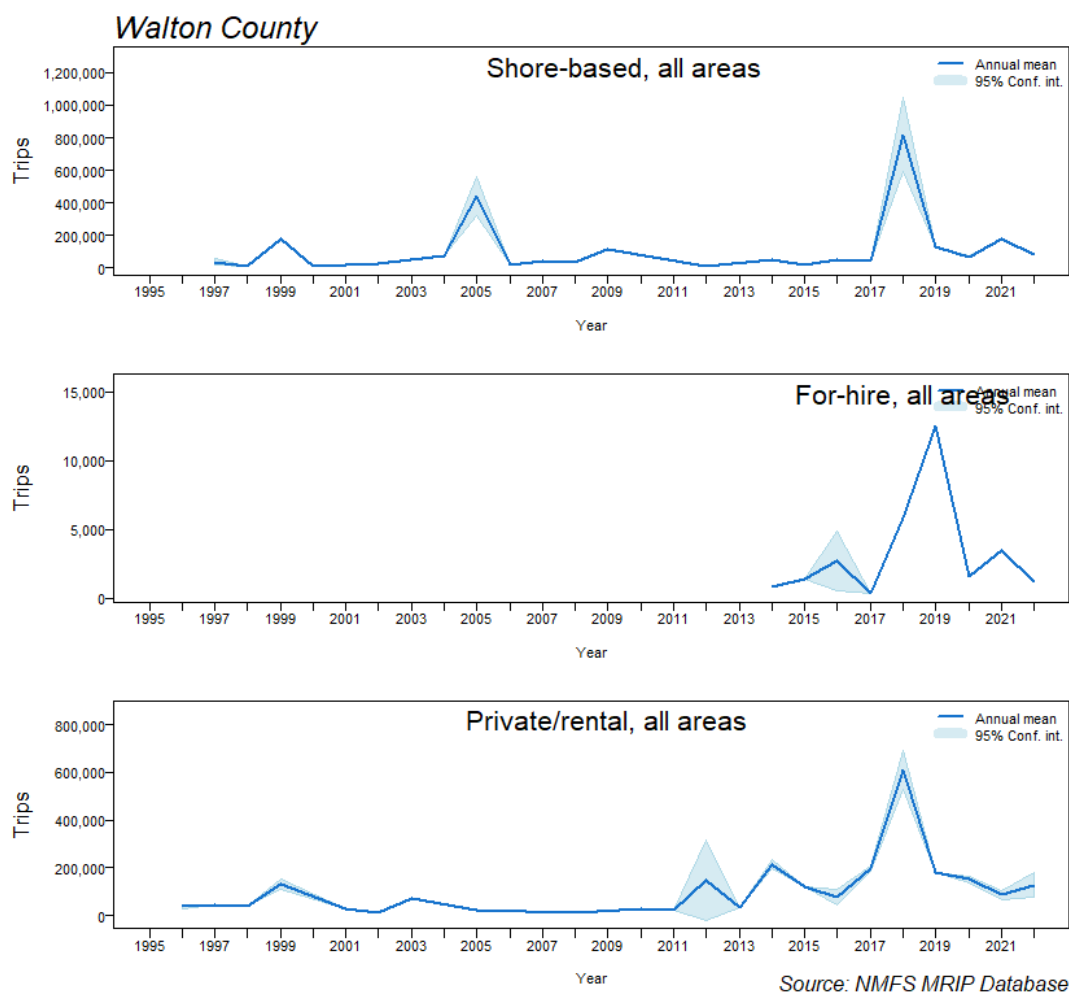 Walton County
Shore-based, all areas
Annual mean
95% Conf. int.
Trips
1,200,000
1,000,000
800,000
600,000
400,000
200,000
0
1995 1997 1999 2001 2003 2005 2007 2009 2011 2013 2015 2017 2019 2021
Year
For-hire, all areas
Annual mean
95% Conf. int.
Trips
15,000
10,000
5,000
0
1995 1997 1999 2001 2003 2005 2007 2009 2011 2013 2015 2017 2019 2021
Year
Private/rental, all areas
Annual mean
95% Conf. int.
Trips
800,000
600,000
400,000
200,000
0
1995 1997 1999 2001 2003 2005 2007 2009 2011 2013 2015 2017 2019 2021
Year
Source: NMFS MRIP Database